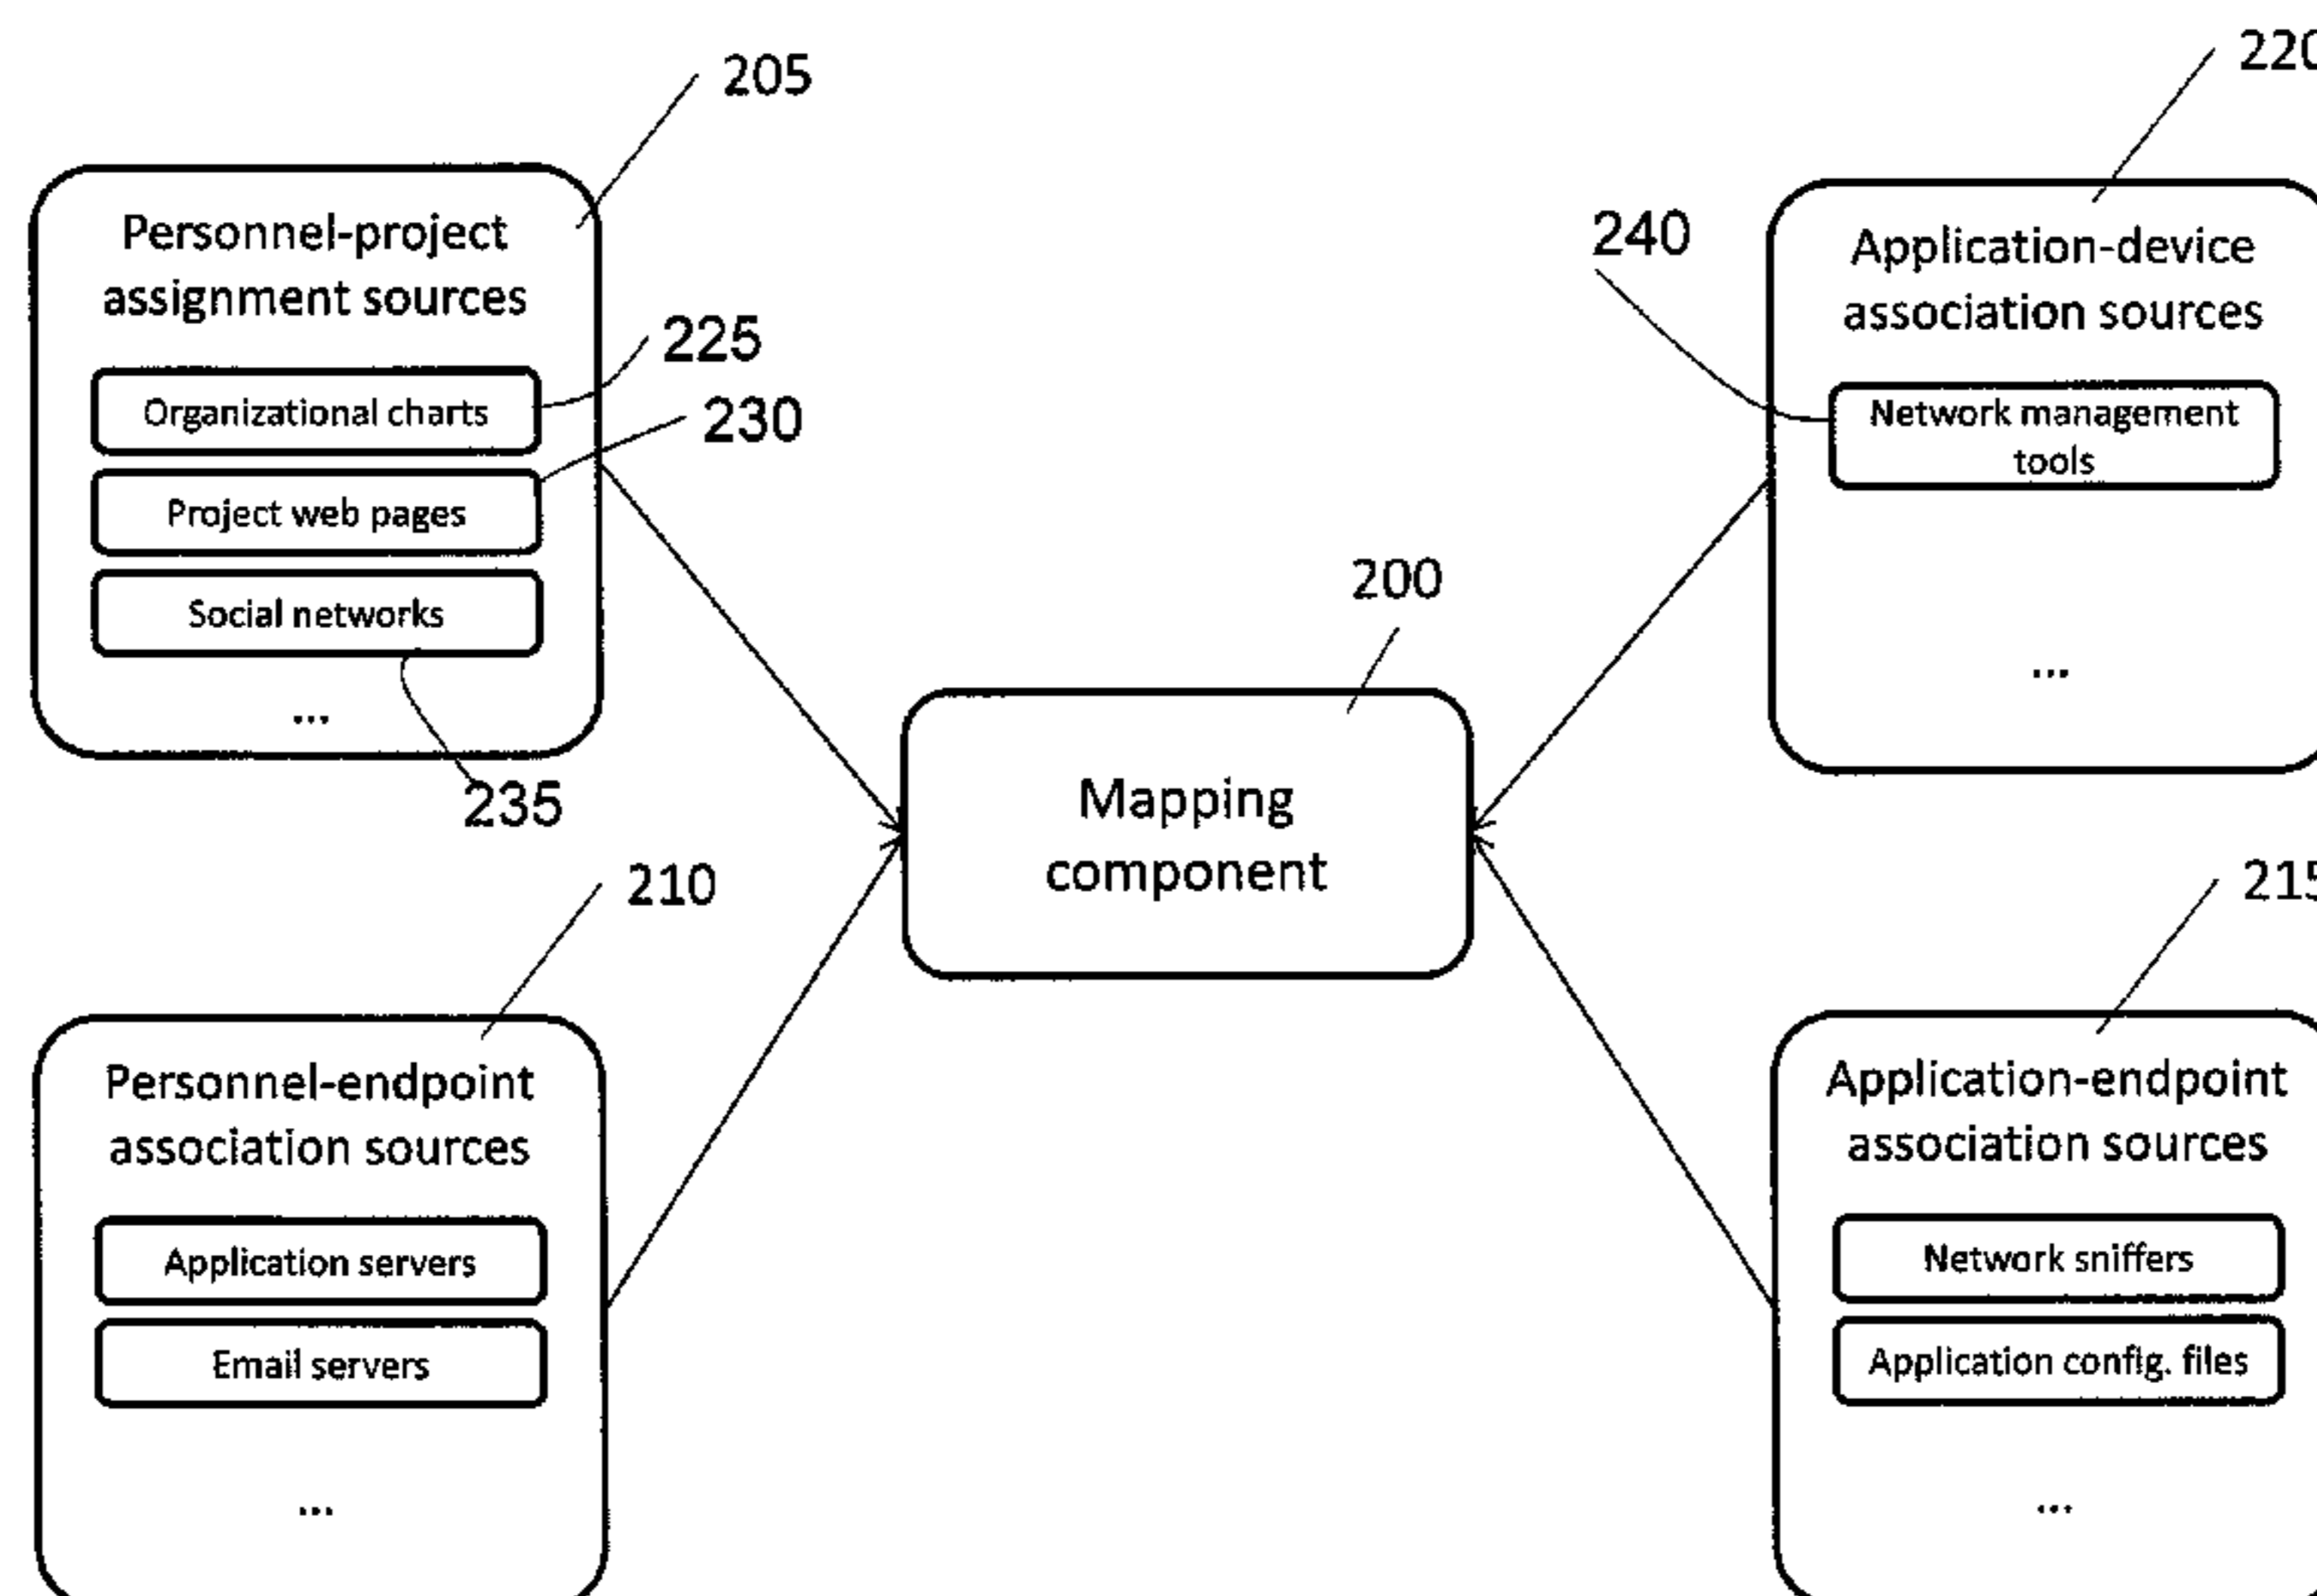 205
Personnel-project
assignment sources
225
Organizational charts
230
Project web pages
Social networks
...
235
220
240
Application-device
association sources
Network management
tools
...
200
Mapping
component
210
Personnel-endpoint
association sources
Application servers
Email servers
...
215
Application-endpoint
association sources
Network sniffers
Application config. files
...